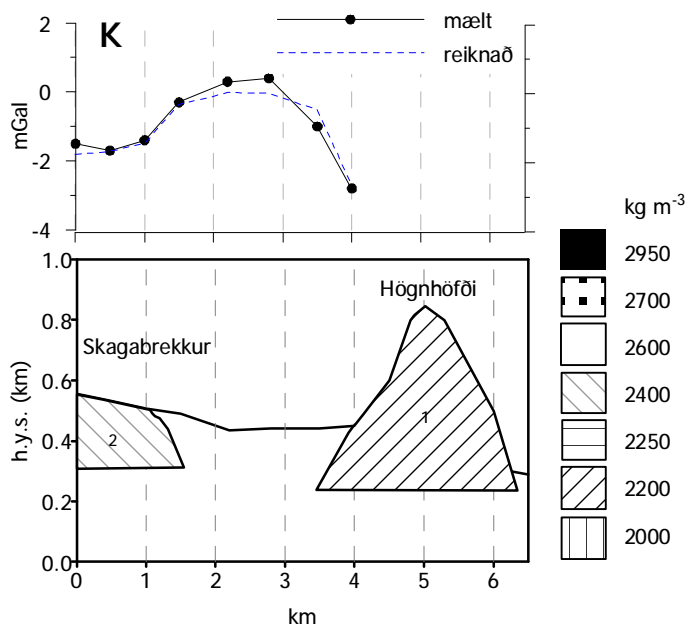 K
mælt
reiknað
2
0
-2
-4
mGal
1.0
0.8
0.6
0.4
0.2
0.0
h.y.s. (km)
Skagabrekkur
Högnhöfði
2
1
0 1 2 3 4 5 6
km
kg m-3
2950
2700
2600
2400
2250
2200
2000